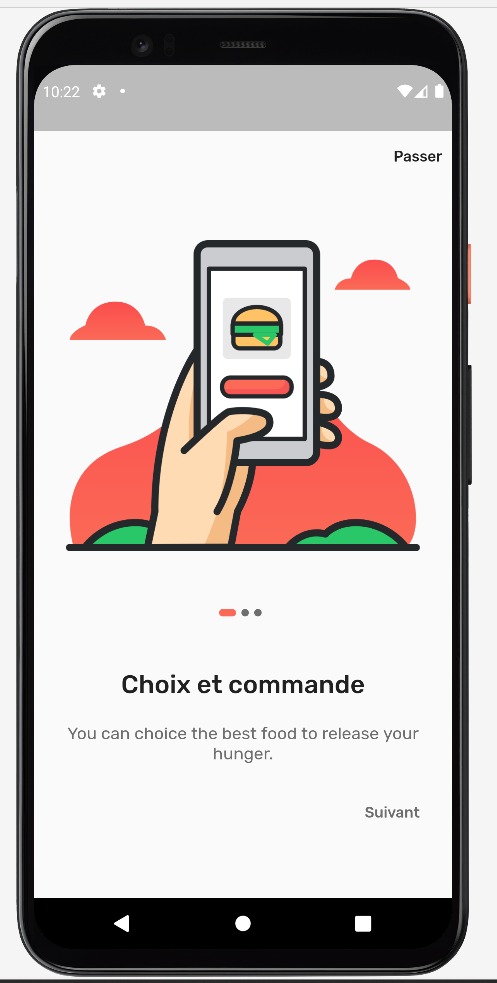 10:22
Passer
Choix et commande
You can choice the best food to release your
hunger.
Suivant